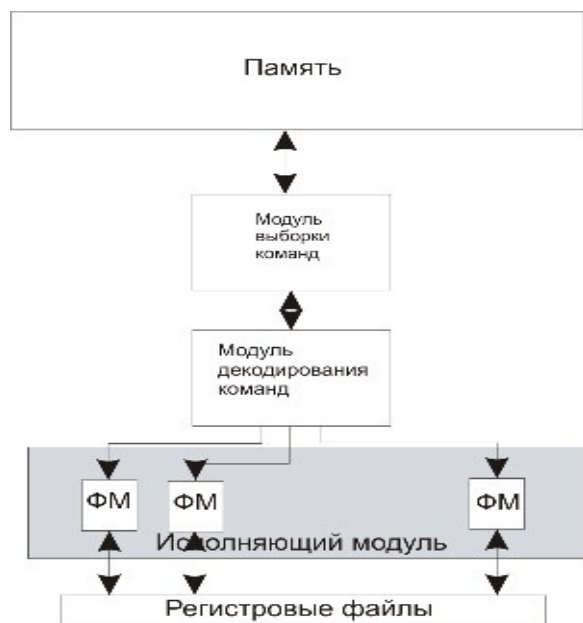 Память
Модуль
выборки
команд
Модуль
декодирования
команд
ФМ ФМ ФМ
Исполняющий модуль
Регистровые файлы